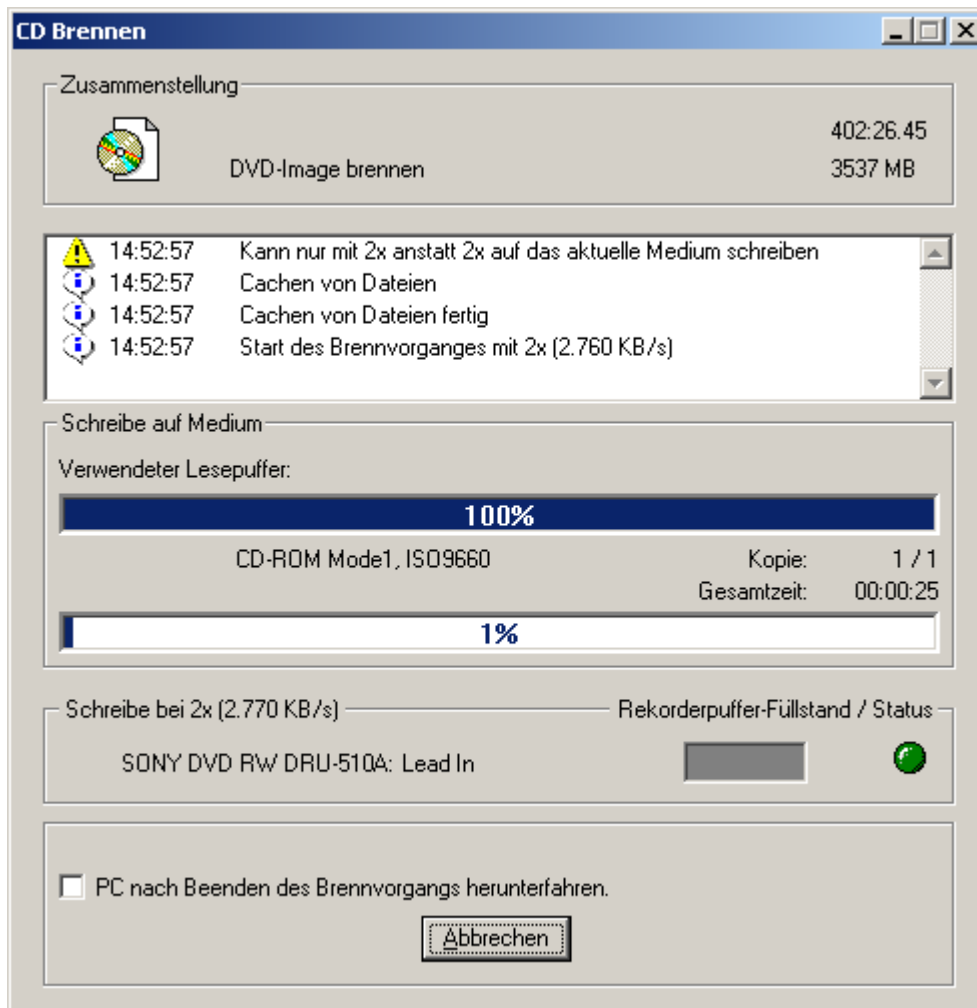 CD Brennen
Zusammenstellung
402:26.45
DVD-Image brennen 3537 MB
14:52:57 Kann nur mit 2x anstatt 2x auf das aktuelle Medium schreiben
14:52:57 Cachen von Dateien
14:52:57 Cachen von Dateien fertig
14:52:57 Start des Brennvorganges mit 2x (2.760 KB/s)
Schreibe auf Medium
Verwendeter Lesepuffer:
100%
CD-ROM Mode1, ISO9660 Kopie: 1 / 1
Gesamtzeit: 00:00:25
1%
Schreibe bei 2x (2.770 KB/s) Rekorderpuffer-Füllstand / Status
SONY DVD RW DRU-510A: Lead In
PC nach Beenden des Brennvorgangs herunterfahren.
Abbrechen